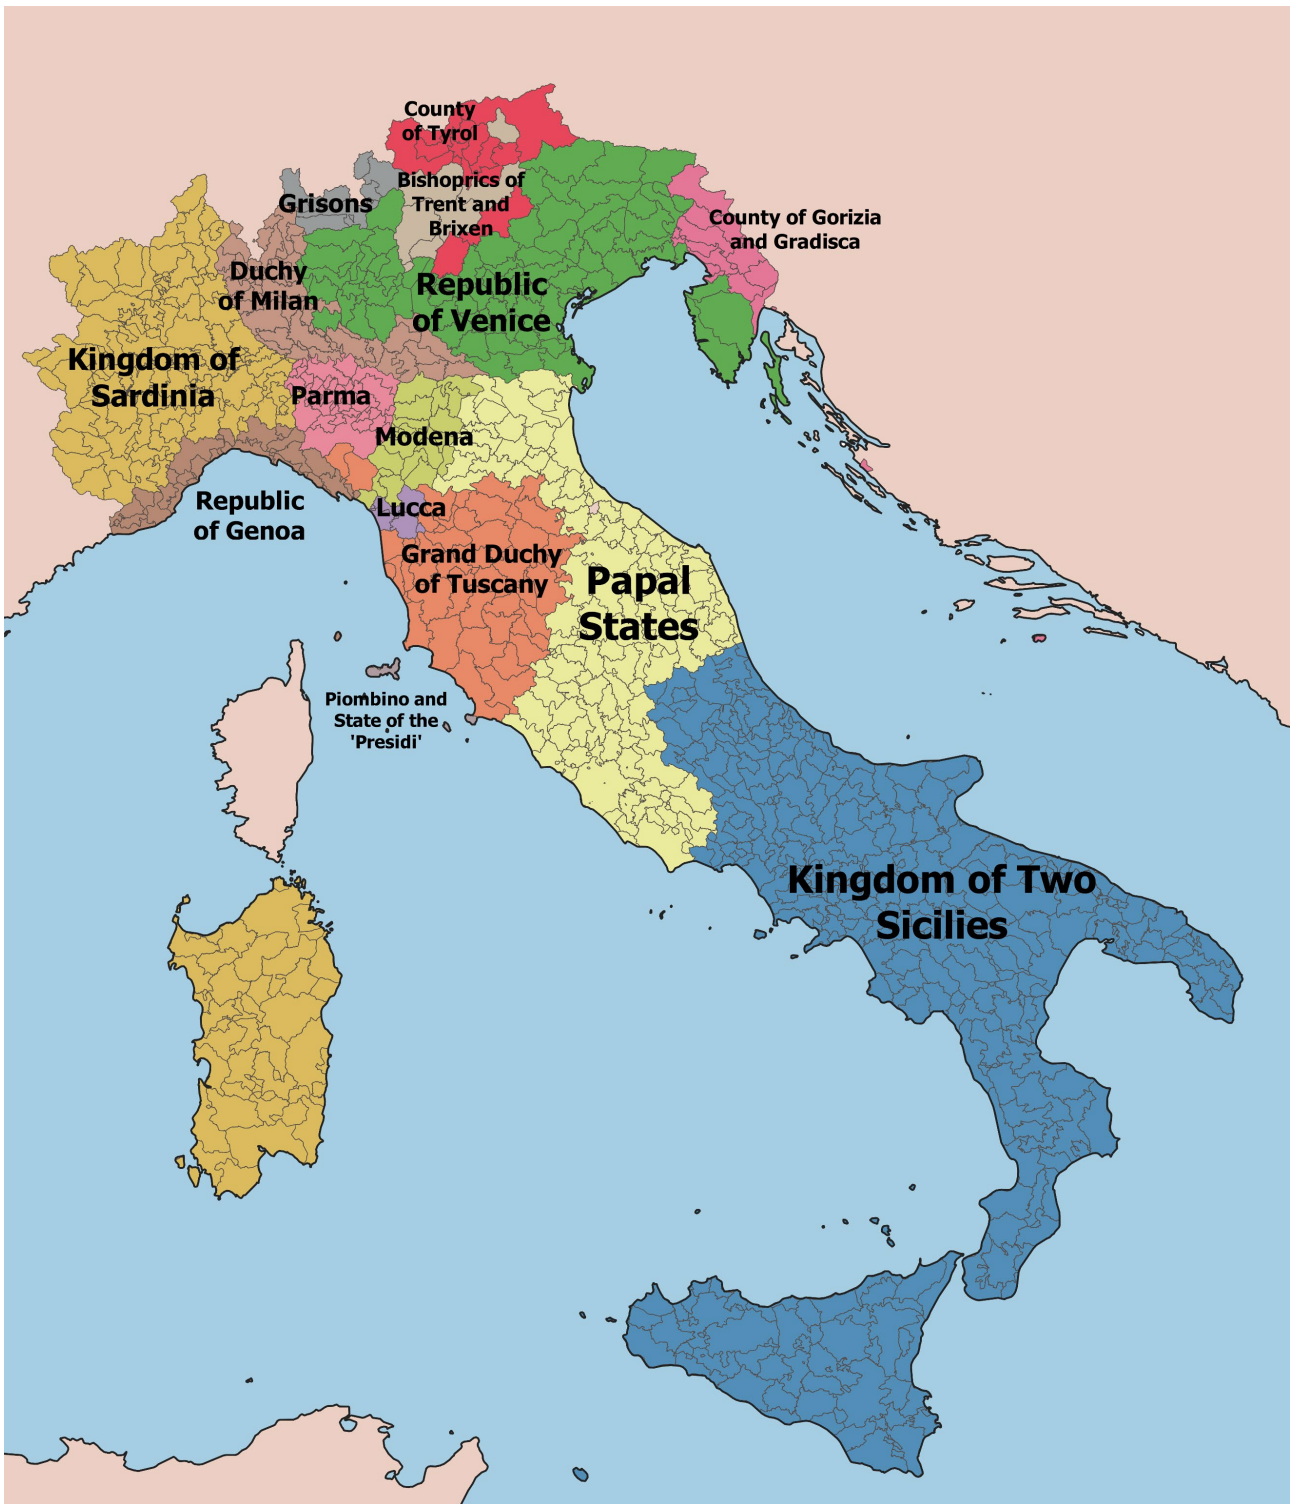 County
of Tyrol
Bishoprics of
Trent and
Brixen
Grisons
County of Gorizia
and Gradisca
Duchy
of Milan
Republic
of Venice
Kingdom of
Sardinia
Parma
Modena
Republic
of Genoa
Lucca
Grand Duchy
of Tuscany
Papal
States
Piombino and
State of the
'Presidi'
Kingdom of Two
Sicilies